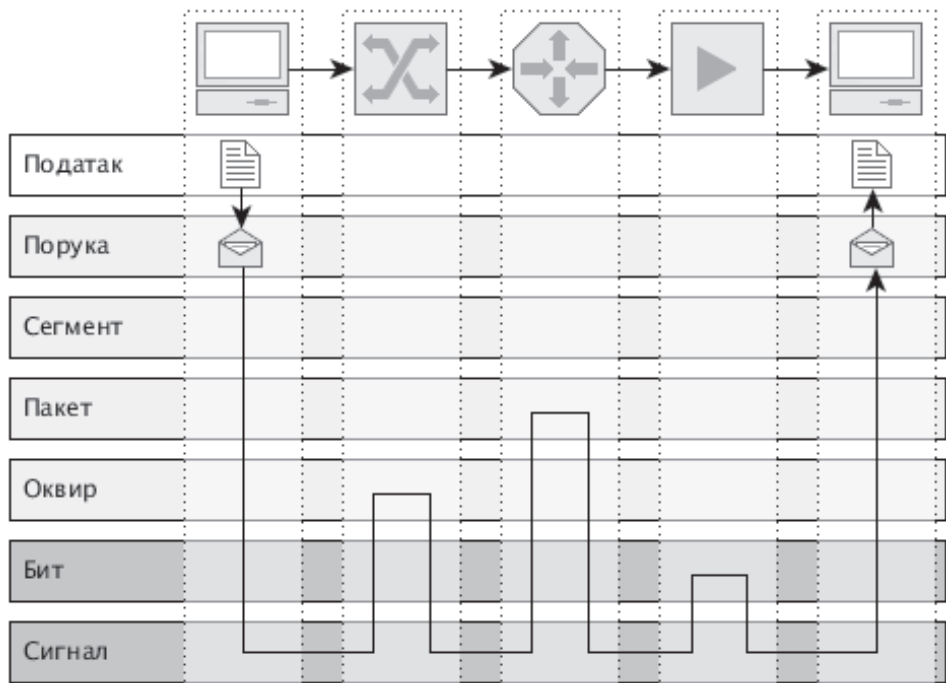 Податак
Порука
Сегмент
Пакет
Оквир
Бит
Сигнал